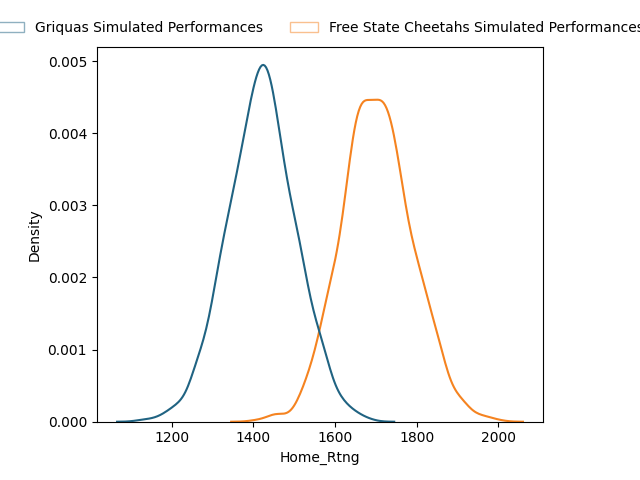 Griquas Simulated Performances Free State Cheetahs Simulated Performances
0.005
0.004
0.003
0.002
0.001
0.000
Density
1200 1400 1600 1800 2000
Home_Rtng